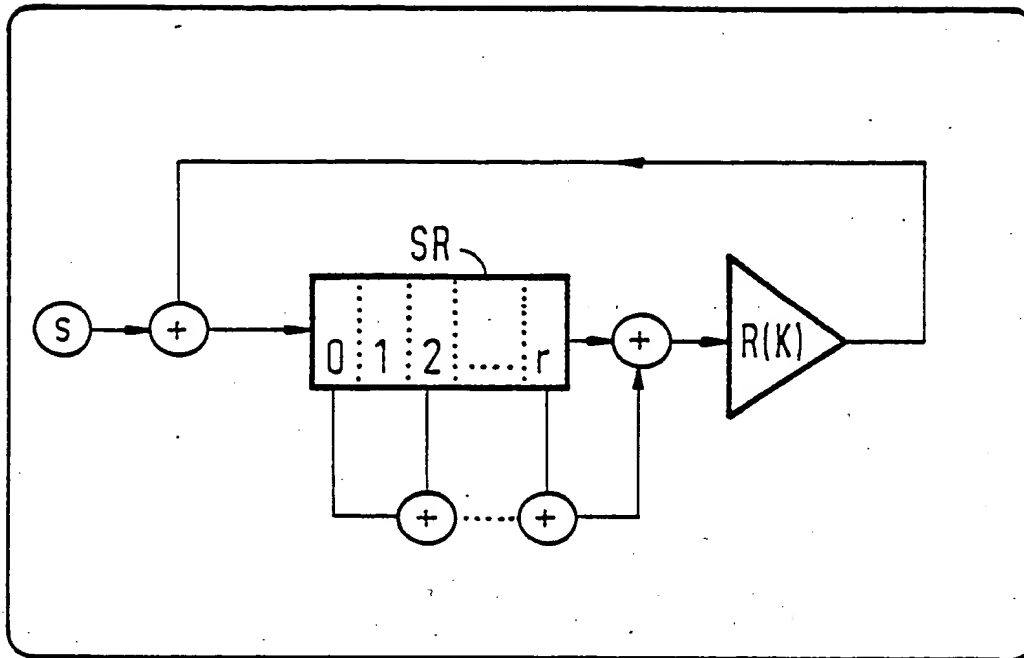 SR
S + 0 1 2 ..... r + R(K)
+ ...... +